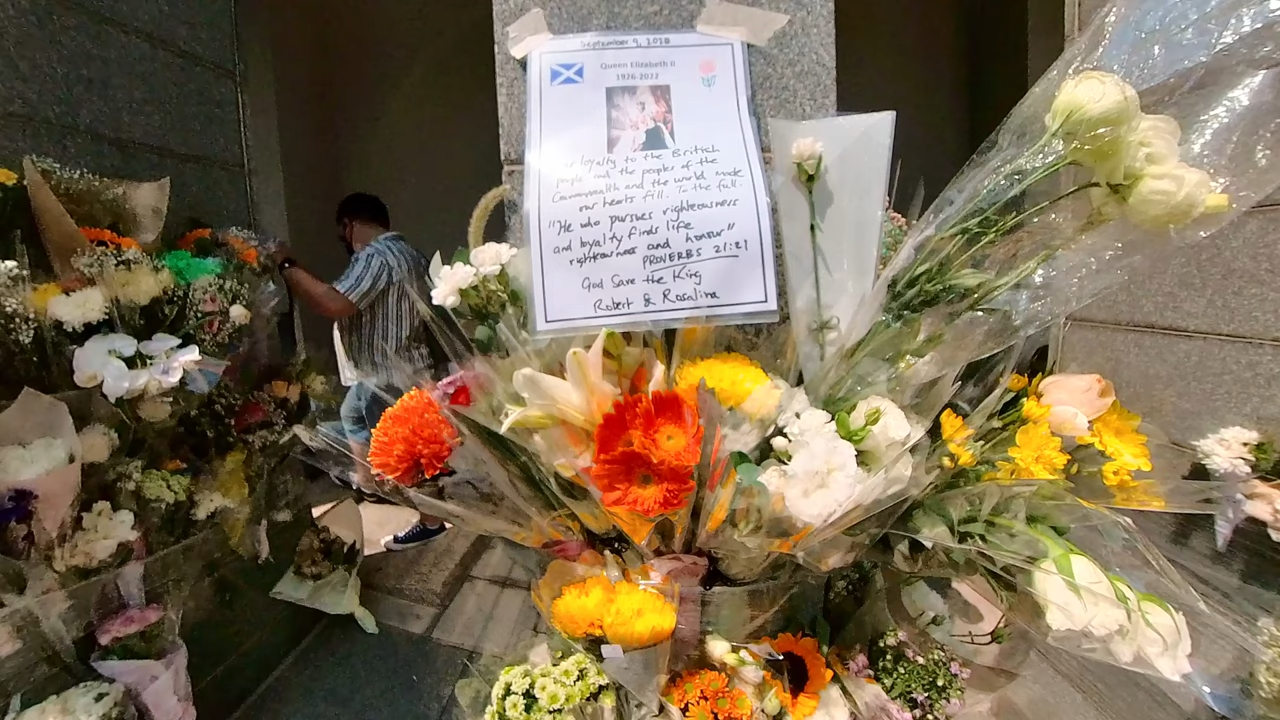 September 9, 2022
Queen Elizabeth II
1926-2022
loyalty to the British
people and the peoples of the
Commonwealth and the world made
our hearts fill. To the full.
"He who pursues righteousness
and loyalty finds life
righteousness and honour"
PROVERBS 21:21
God Save the King
Robert & Rosalina